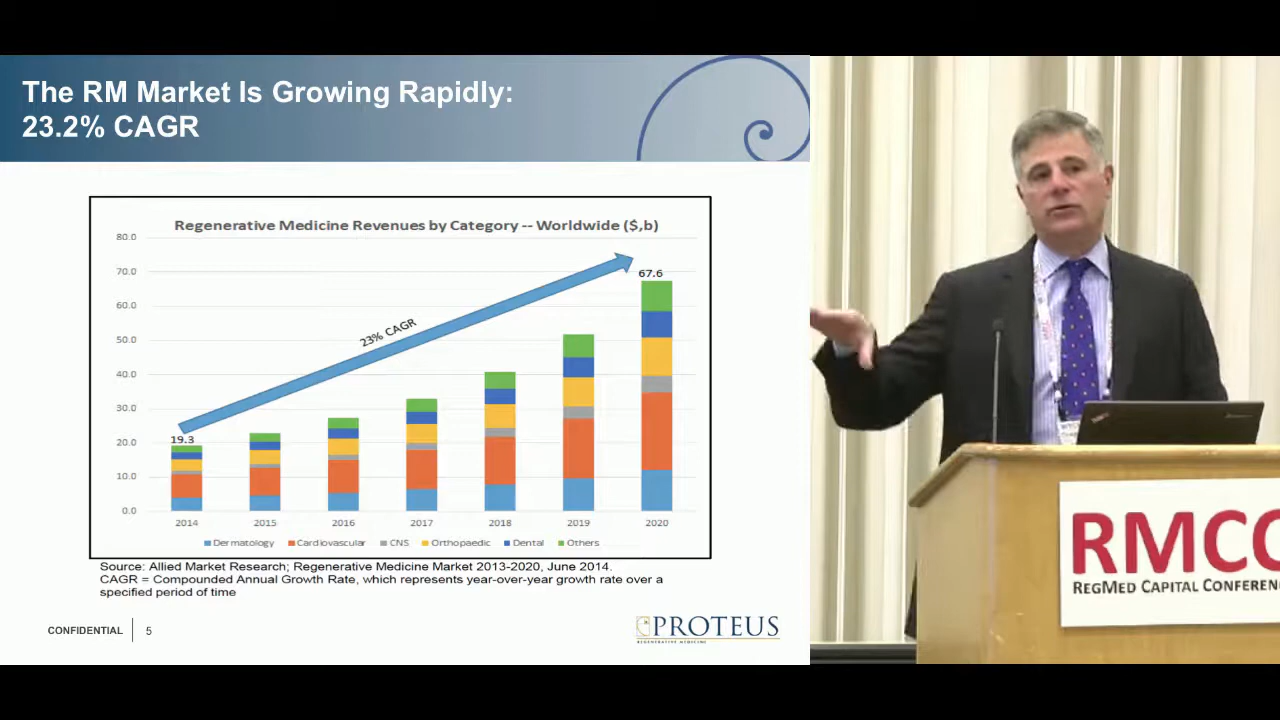 The RM Market Is Growing Rapidly:
23.2% CAGR
Regenerative Medicine Revenues by Category -- Worldwide ($,b)
80.0
70.0
60.0
50.0
40.0
30.0
20.0
10.0
0.0
23% CAGR
19.3
67.6
2014 2015 2016 2017 2018 2019 2020
Dermatology Cardiovascular CNS Orthopaedic Dental Others
Source: Allied Market Research; Regenerative Medicine Market 2013-2020, June 2014.
CAGR = Compounded Annual Growth Rate, which represents year-over-year growth rate over a
specified period of time
CONFIDENTIAL 5
PROTEUS
REGENERATIVE MEDICINE
RMCC
REGMED CAPITAL CONFEREN